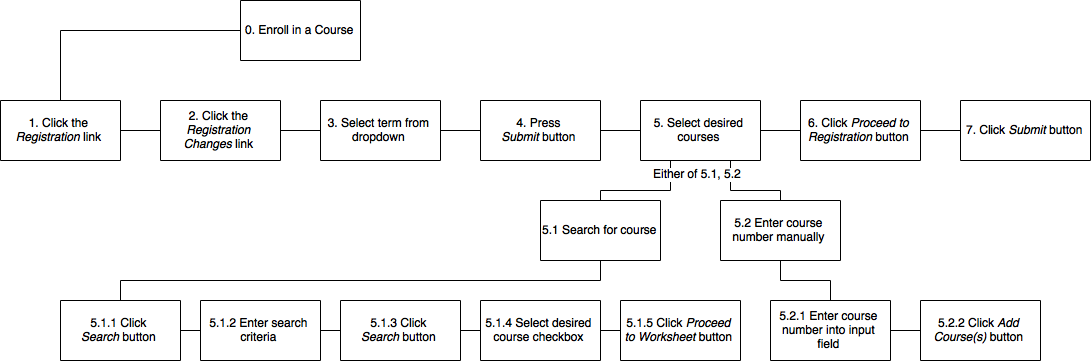 0. Enroll in a Course
1. Click the
Registration link
2. Click the
Registration
Changes link
3. Select term from
dropdown
4. Press
Submit button
5. Select desired
courses
6. Click Proceed to
Registration button
7. Click Submit button
Either of 5.1, 5.2
5.1 Search for course
5.2 Enter course
number manually
5.1.1 Click
Search button
5.1.2 Enter search
criteria
5.1.3 Click
Search button
5.1.4 Select desired
course checkbox
5.1.5 Click Proceed
to Worksheet button
5.2.1 Enter course
number into input
field
5.2.2 Click Add
Course(s) button